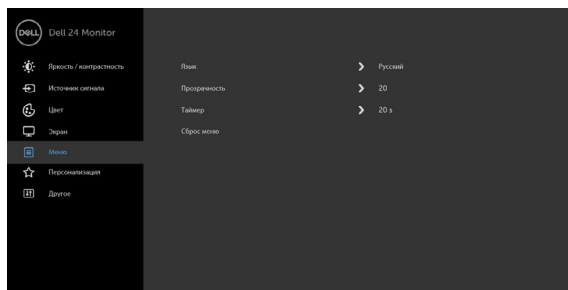 DELL Dell 24 Monitor
Яркость / контрастность
Источник сигнала
Цвет
Экран
Меню
Персонализация
Другое
Язык Русский
Прозрачность 20
Таймер 20 s
Сброс меню